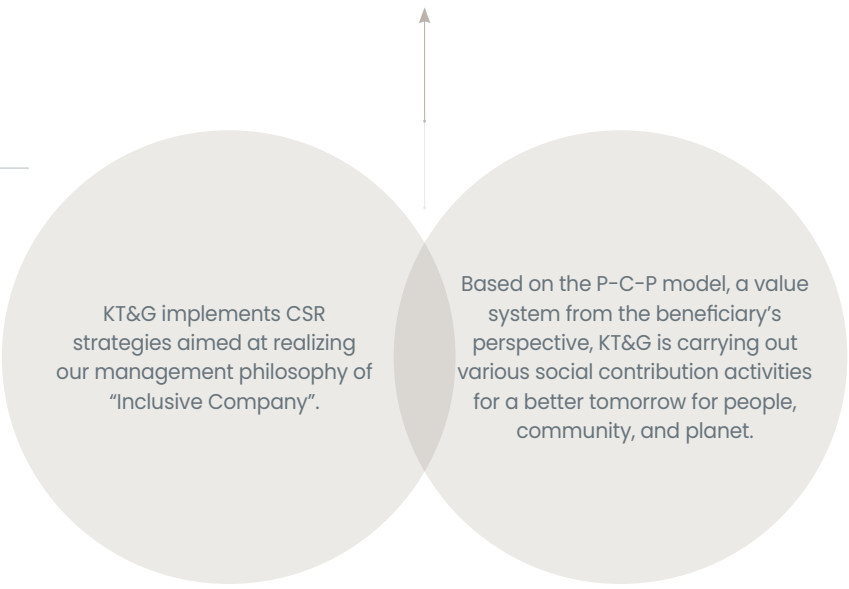 KT&G implements CSR
strategies aimed at realizing
our management philosophy of
“Inclusive Company”.
Based on the P-C-P model, a value
system from the beneficiary’s
perspective, KT&G is carrying out
various social contribution activities
for a better tomorrow for people,
community, and planet.